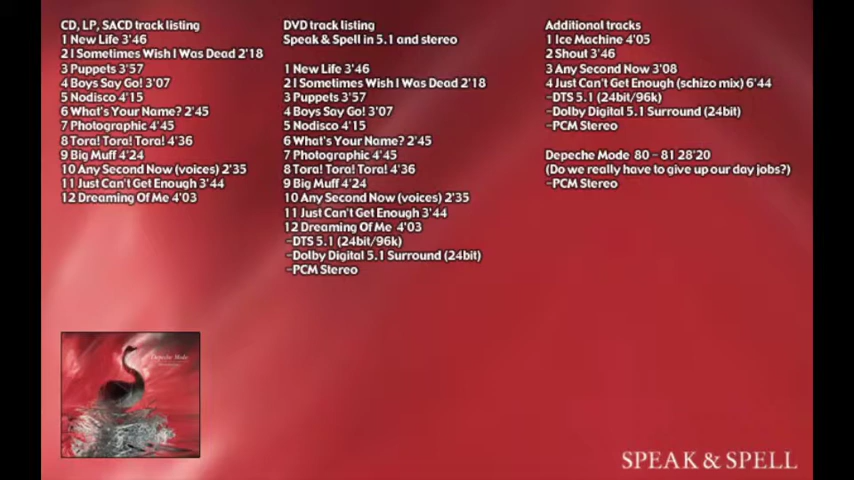 CD, LP, SACD track listing
1 New Life 3'46
2 I Sometimes Wish I Was Dead 2'18
3 Puppets 3'57
4 Boys Say Go! 3'07
5 Nodisco 4'15
6 What's Your Name? 2'45
7 Photographic 4'45
8 Tora! Tora! Tora! 4'36
9 Big Muff 4'24
10 Any Second Now (voices) 2'35
11 Just Can't Get Enough 3'44
12 Dreaming Of Me 4'03
DVD track listing
Speak & Spell in 5.1 and stereo
1 New Life 3'46
2 I Sometimes Wish I Was Dead 2'18
3 Puppets 3'57
4 Boys Say Go! 3'07
5 Nodisco 4'15
6 What's Your Name? 2'45
7 Photographic 4'45
8 Tora! Tora! Tora! 4'36
9 Big Muff 4'24
10 Any Second Now (voices) 2'35
11 Just Can't Get Enough 3'44
12 Dreaming Of Me 4'03
-DTS 5.1 (24bit/96k)
-Dolby Digital 5.1 Surround (24bit)
-PCM Stereo
Additional tracks
1 Ice Machine 4'05
2 Shout 3'46
3 Any Second Now 3'08
4 Just Can't Get Enough (schizo mix) 6'44
-DTS 5.1 (24bit/96k)
-Dolby Digital 5.1 Surround (24bit)
-PCM Stereo
Depeche Mode 80 - 81 28'20
(Do we really have to give up our day jobs?)
-PCM Stereo
Depeche Mode
SPEAK & SPELL